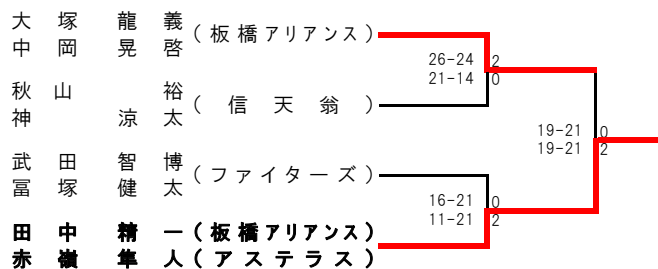 大塚 龍義
中岡晃啓
(板橋アリアンス)
秋山 裕
神 涼太
(信天翁)
武田智博
冨塚健太
(ファイターズ)
田中精一(板橋アリアンス)
赤嶺隼人(アステラス)
26-24 2
21-14 0
16-21 0
11-21 2
19-21 0
19-21 2